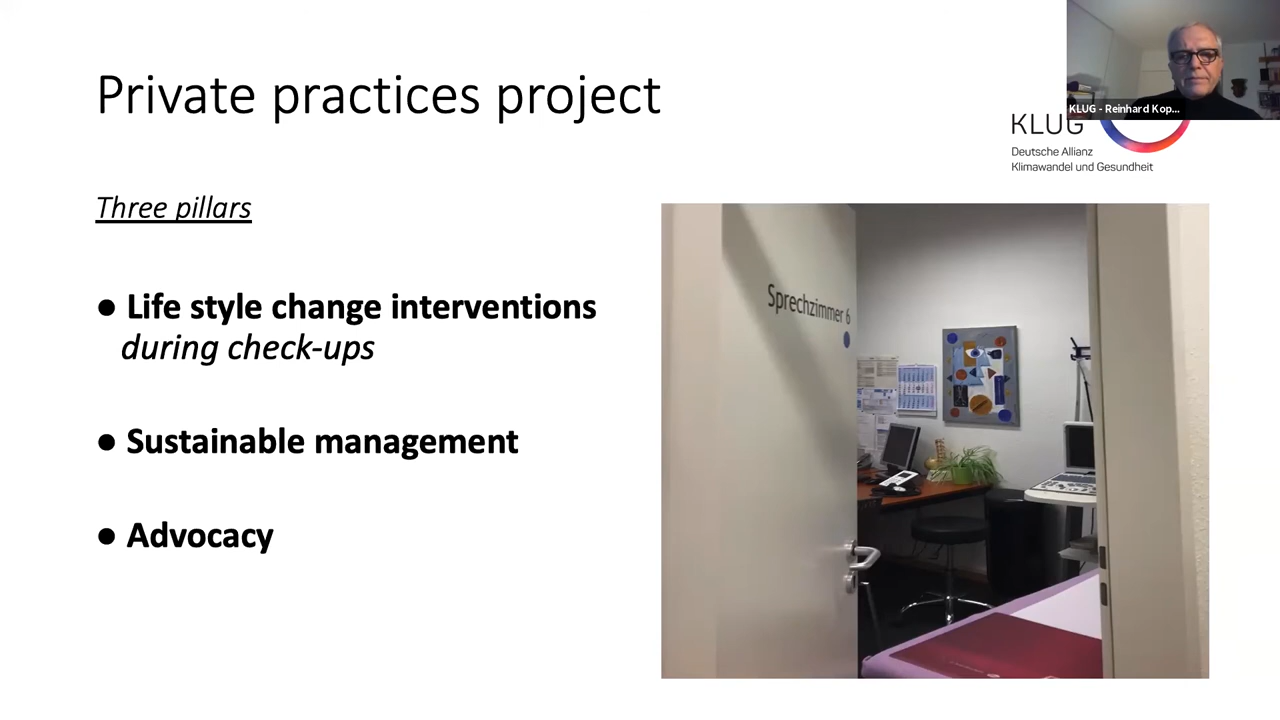 Private practices project
KLUG - Reinhard Kop...
KLUG
Deutsche Allianz
Klimawandel und Gesundheit
Three pillars
● Life style change interventions
during check-ups
● Sustainable management
● Advocacy
Sprechzimmer 6